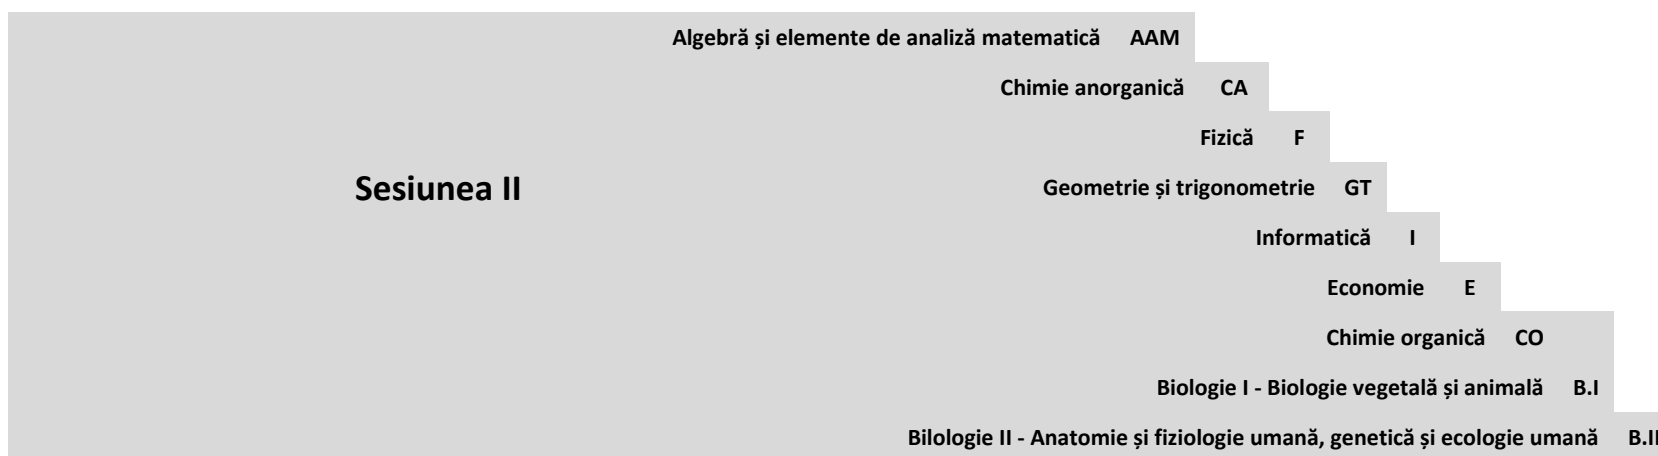 Algebră și elemente de analiză matematică AAM
Chimie anorganică CA
Fizică F
Sesiunea II
Geometrie și trigonometrie GT
Informatică I
Economie E
Chimie organică CO
Biologie I - Biologie vegetală și animală B.I
Bilologie II - Anatomie și fiziologie umană, genetică și ecologie umană B.II